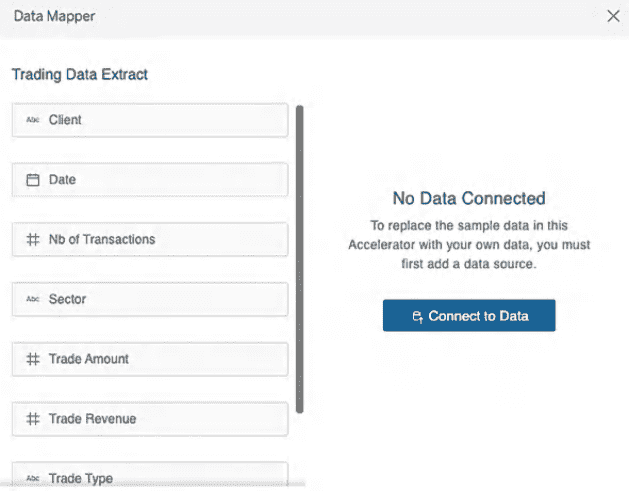 Data Mapper
Trading Data Extract
Abc Client
Date
Nb of Transactions
Abc Sector
Trade Amount
Trade Revenue
Abc Trade Type
No Data Connected
To replace the sample data in this
Accelerator with your own data, you must
first add a data source.
Connect to Data